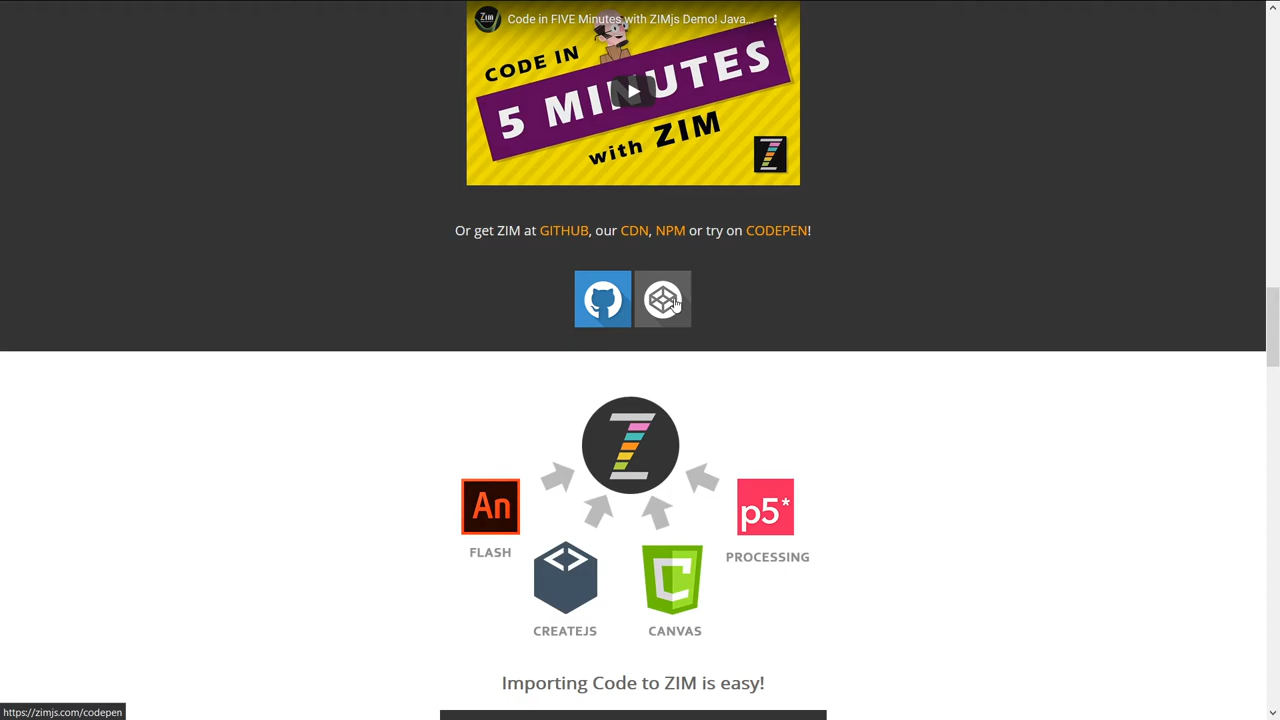 Code in FIVE Minutes with ZIMjs Demo! Java...
CODE IN
5 MINUTES
with ZIM
Or get ZIM at GITHUB, our CDN, NPM or try on CODEPEN!
An
p5*
FLASH
PROCESSING
C
CREATEJS
CANVAS
Importing Code to ZIM is easy!
https://zimjs.com/codepen